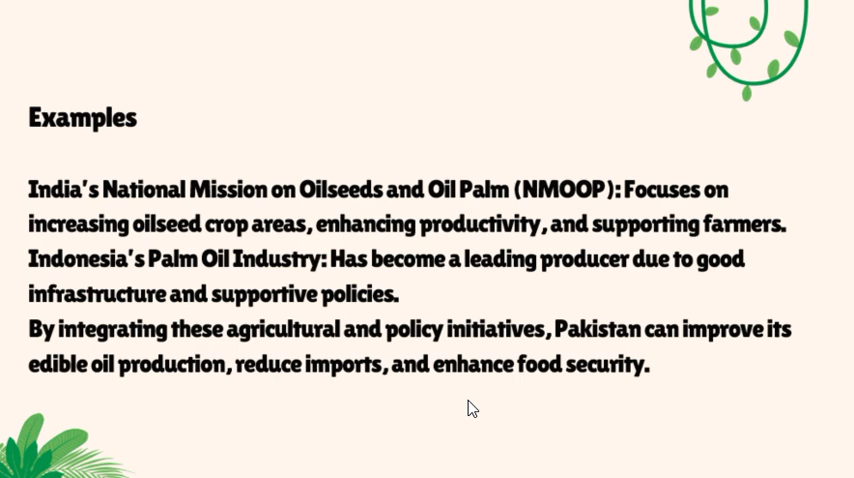 Examples
India's National Mission on Oilseeds and Oil Palm (NMOOP): Focuses on
increasing oilseed crop areas, enhancing productivity, and supporting farmers.
Indonesia's Palm Oil Industry: Has become a leading producer due to good
infrastructure and supportive policies.
By integrating these agricultural and policy initiatives, Pakistan can improve its
edible oil production, reduce imports, and enhance food security.